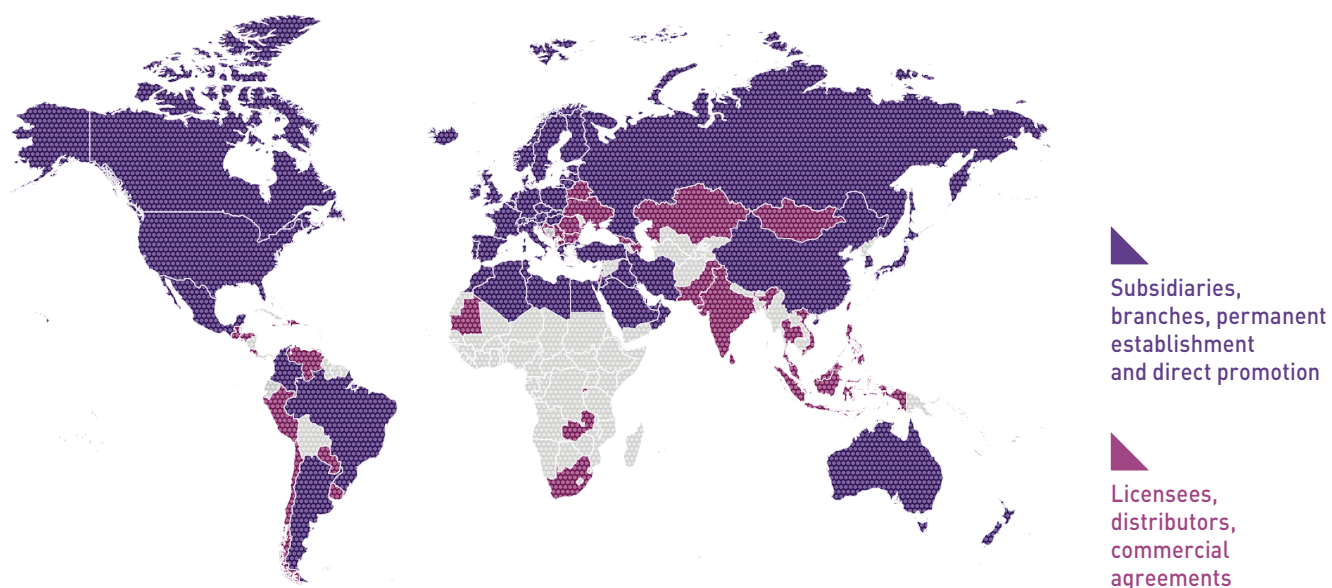 Subsidiaries,
branches, permanent
establishment
and direct promotion
Licensees,
distributors,
commercial
agreements